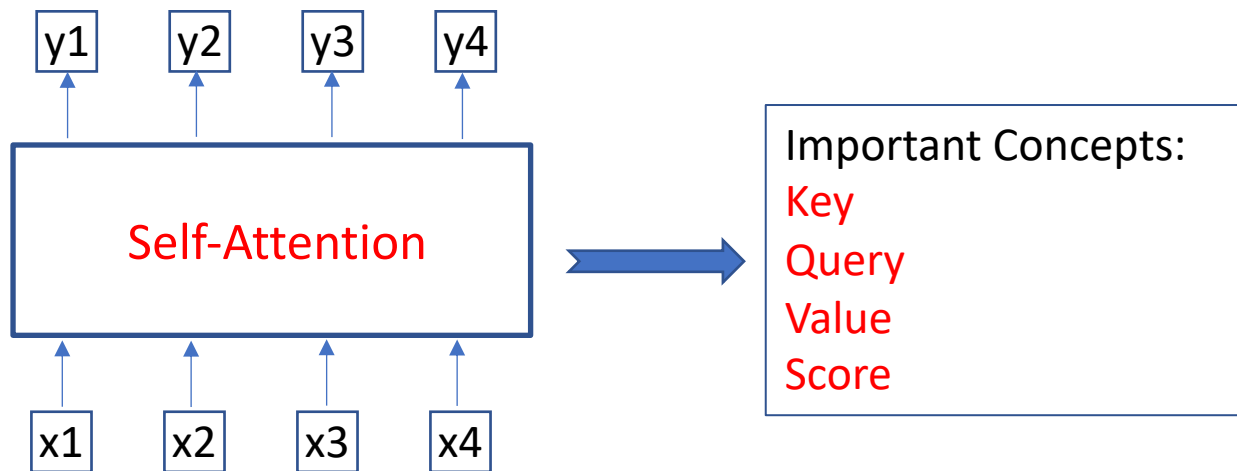 y1 y2 y3 y4
Self-Attention
x1 x2 x3 x4
Important Concepts:
Key
Query
Value
Score